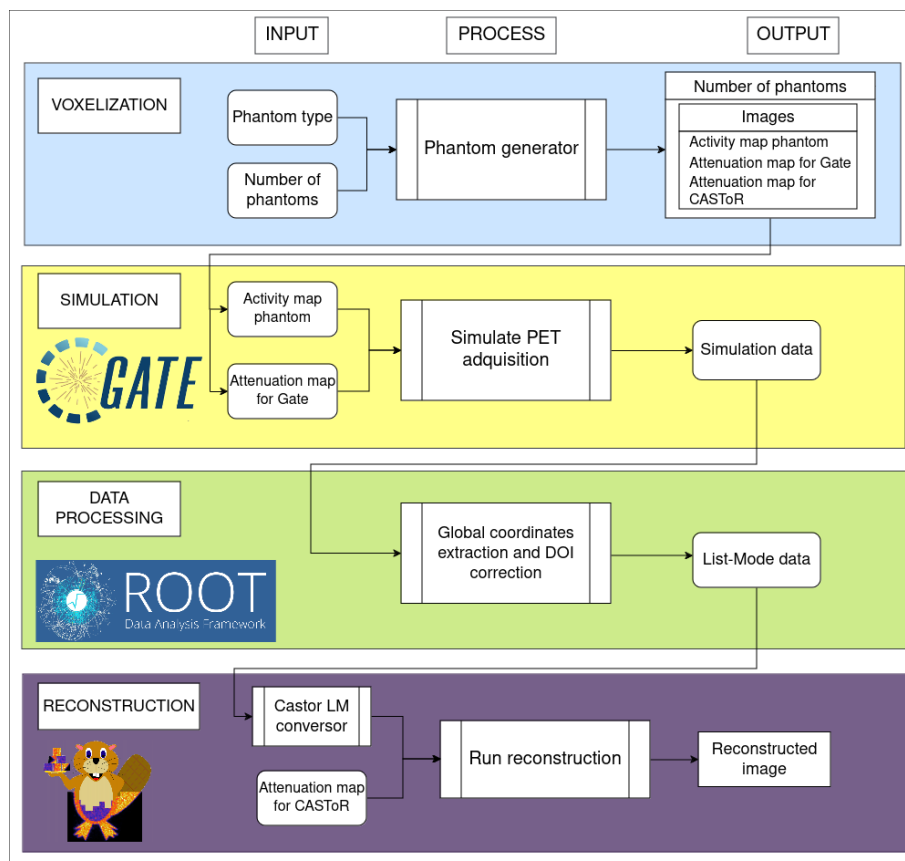 INPUT
PROCESS
OUTPUT
VOXELIZATION
Phantom type
Number of
phantoms
Phantom generator
Number of phantoms
Images
Activity map phantom
Attenuation map for Gate
Attenuation map for
CASToR
SIMULATION
GATE
Activity map
phantom
Attenuation map
for Gate
Simulate PET
adquisition
Simulation data
DATA
PROCESSING
ROOT
Data Analysis Framework
Global coordinates
extraction and DOI
correction
List-Mode data
RECONSTRUCTION
Castor LM
conversor
Attenuation map
for CASToR
Run reconstruction
Reconstructed
image